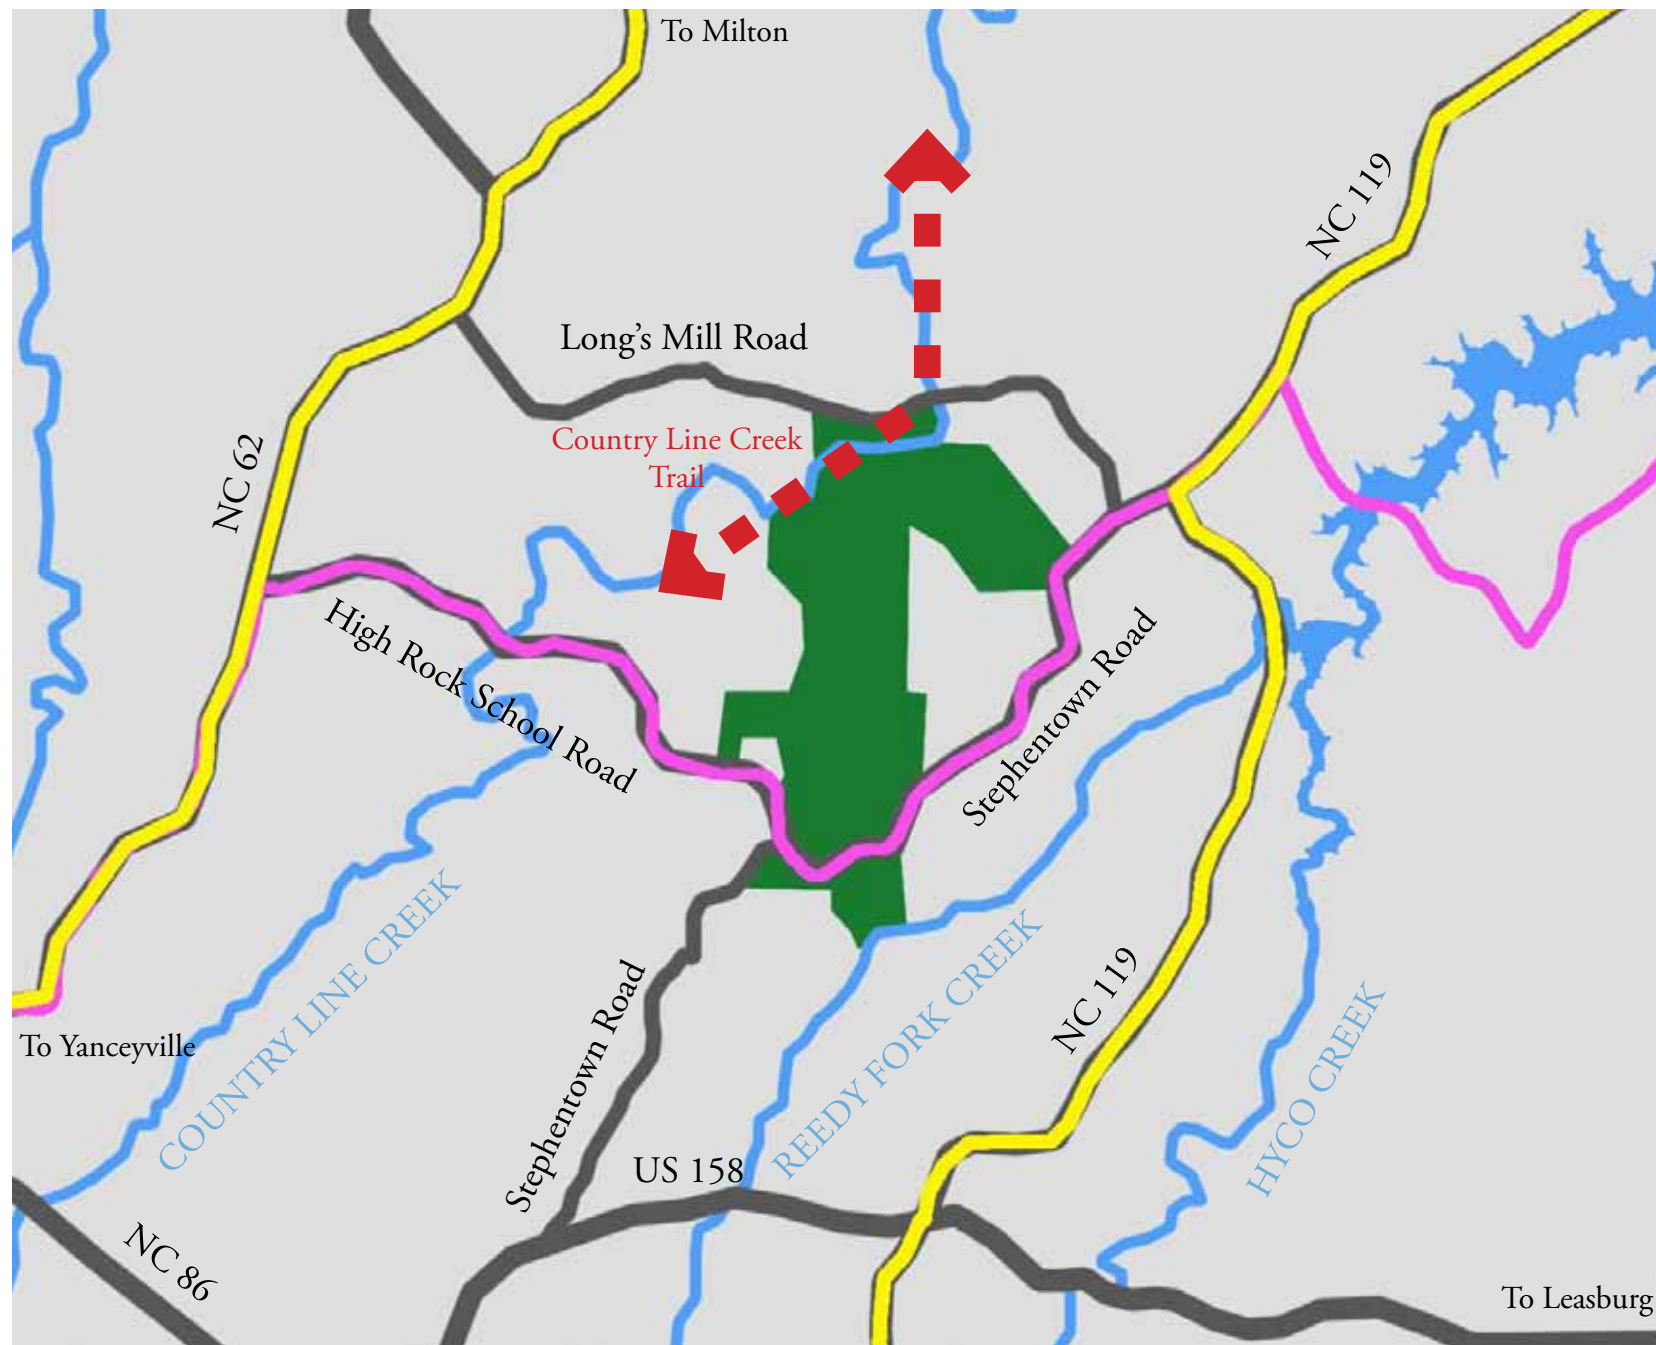 To Milton
NC 119
Long's Mill Road
Country Line Creek
Trail
NC 62
High Rock School Road
Stephentown Road
COUNTRY LINE CREEK
REEDY FORK CREEK
NC 119
Stephentown Road
HYCO CREEK
To Yanceyville
US 158
NC 86
To Leasburg